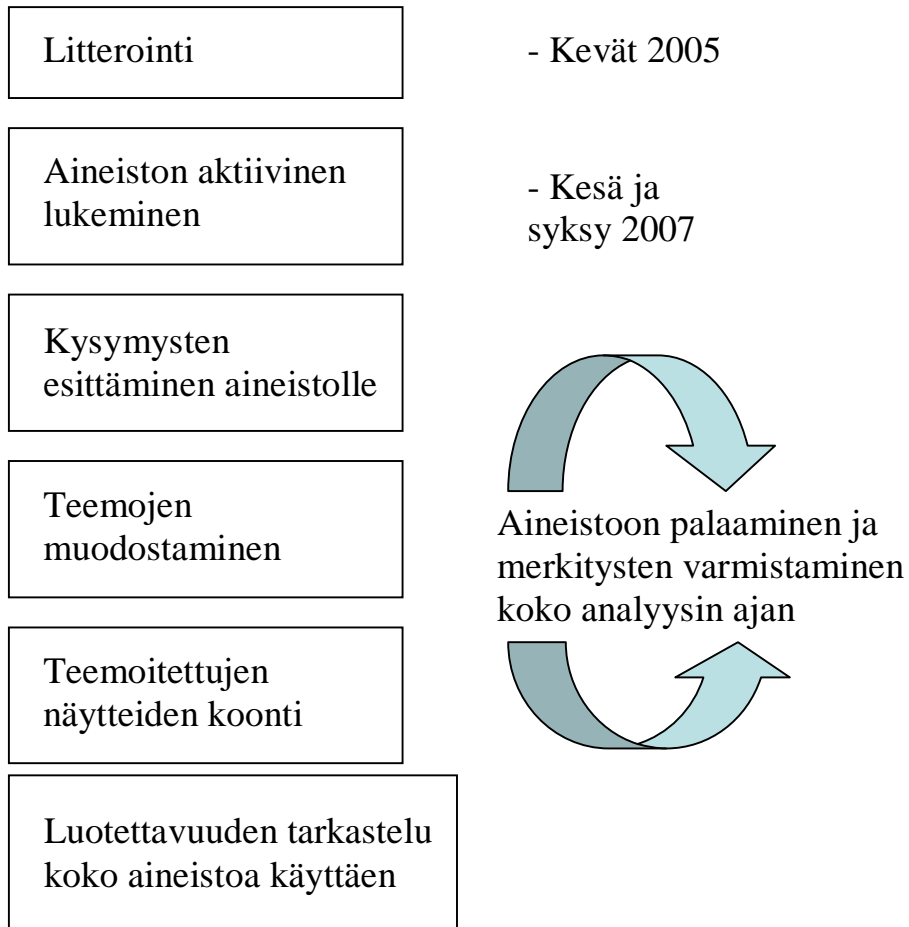 Litterointi
- Kevät 2005
Aineiston aktiivinen
lukeminen
- Kesä ja
syksy 2007
Kysymysten
esittäminen aineistolle
Teemojen
muodostaminen
Aineistoon palaaminen ja
merkitysten varmistaminen
koko analyysin ajan
Teemoitettujen
näytteiden koonti
Luotettavuuden tarkastelu
koko aineistoa käyttäen